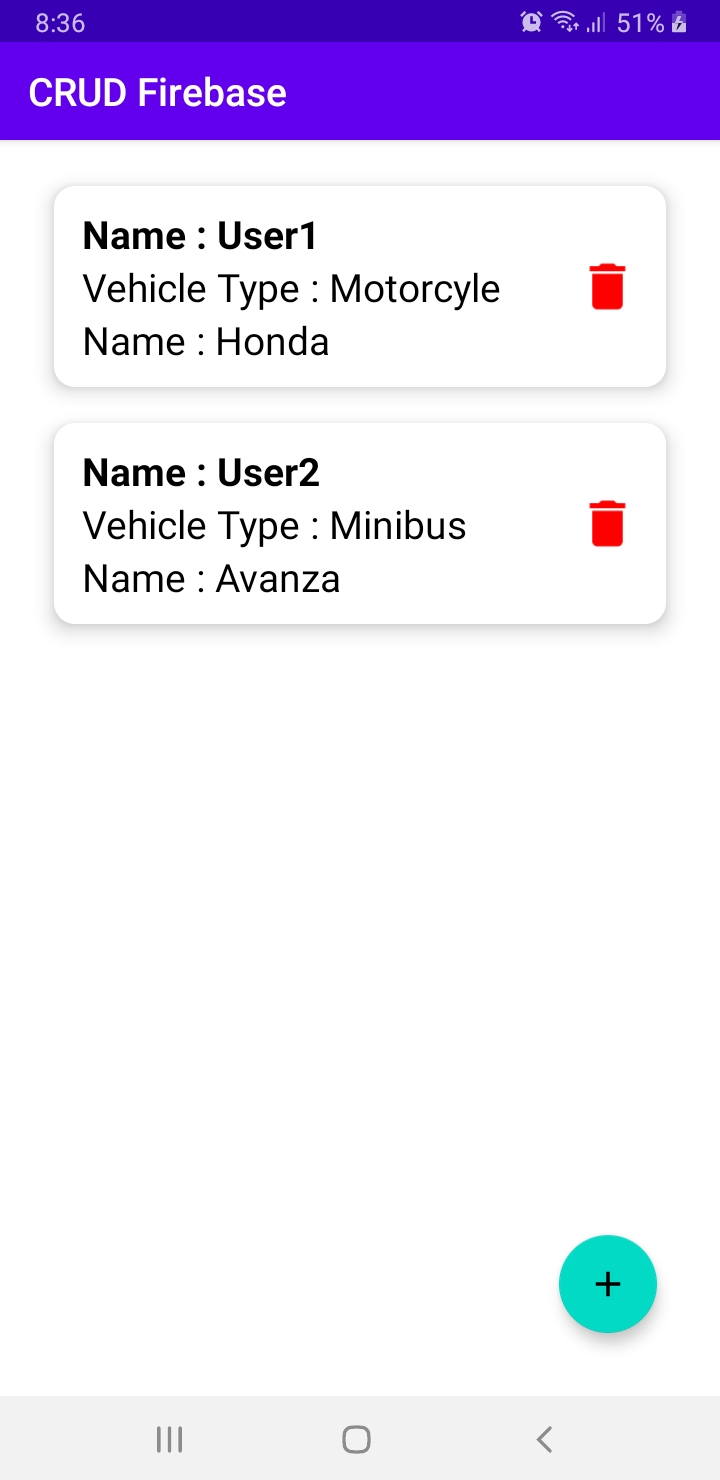 8:36
51%
CRUD Firebase
Name : User1
Vehicle Type : Motorcyle
Name : Honda
Name : User2
Vehicle Type : Minibus
Name : Avanza